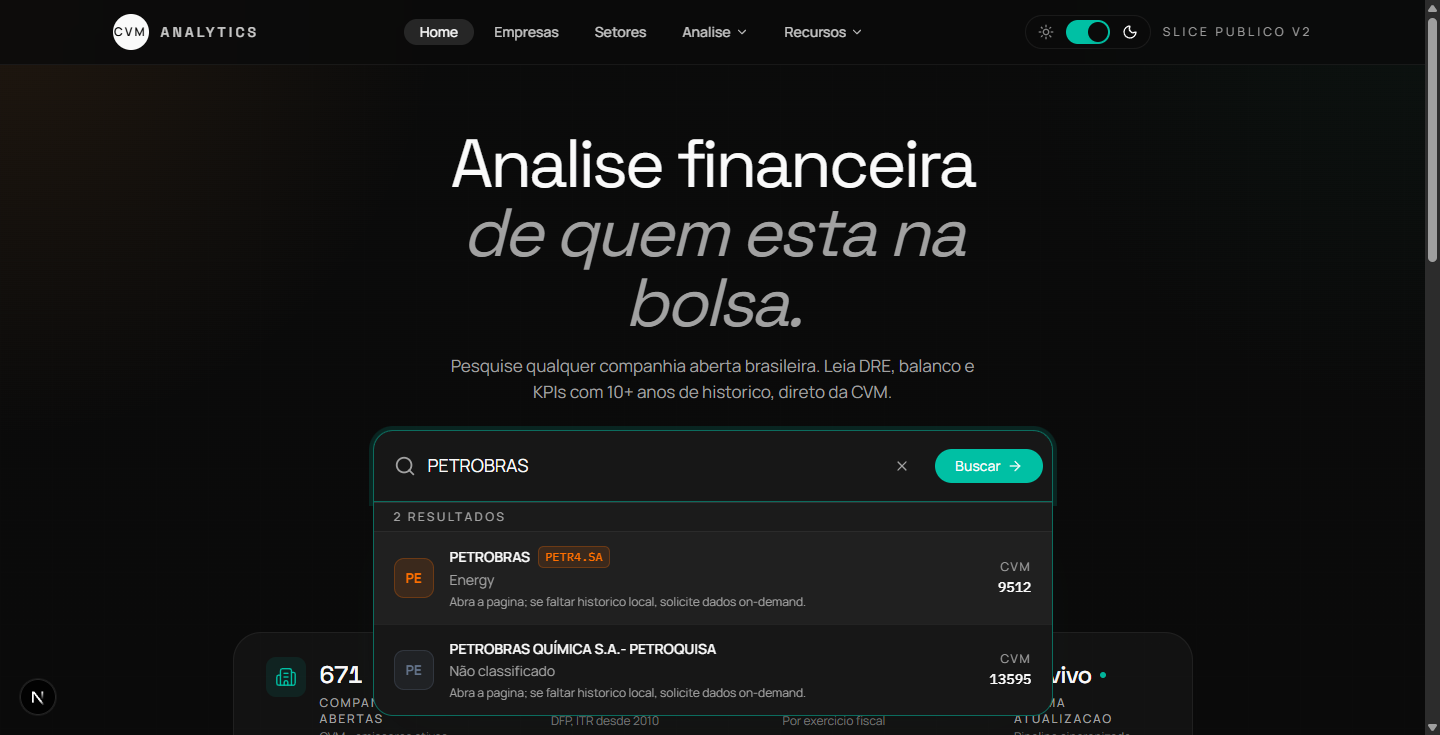 CVM ANALYTICS
Home Empresas Setores Analise Recursos
SLICE PUBLICO V2
Analise financeira
de quem esta na
bolsa.
Pesquise qualquer companhia aberta brasileira. Leia DRE, balanco e
KPIs com 10+ anos de historico, direto da CVM.
PETROBRAS
Buscar
2 RESULTADOS
PE
PETROBRAS PETR4.SA
Energy
Abra a pagina; se faltar historico local, solicite dados on-demand.
CVM
9512
PE
PETROBRAS QUÍMICA S.A.- PETROQUISA
Não classificado
Abra a pagina; se faltar historico local, solicite dados on-demand.
CVM
13595
671
ABERTAS
DFP, ITR desde 2010
Por exercicio fiscal
vivo
ATUALIZACAO
N